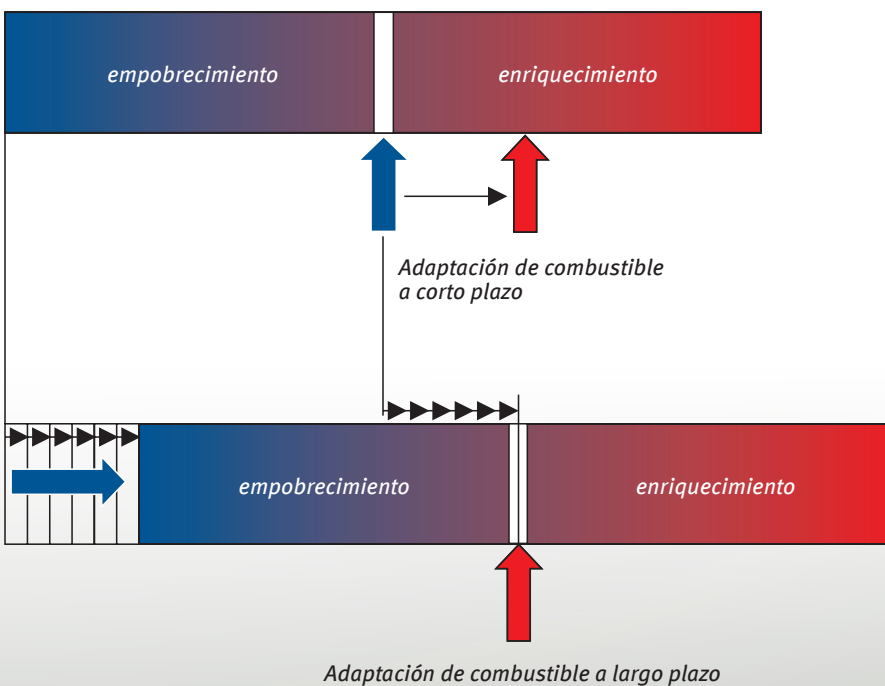 empobrecimiento
enriquecimiento
Adaptación de combustible
a corto plazo
empobrecimiento
enriquecimiento
Adaptación de combustible a largo plazo